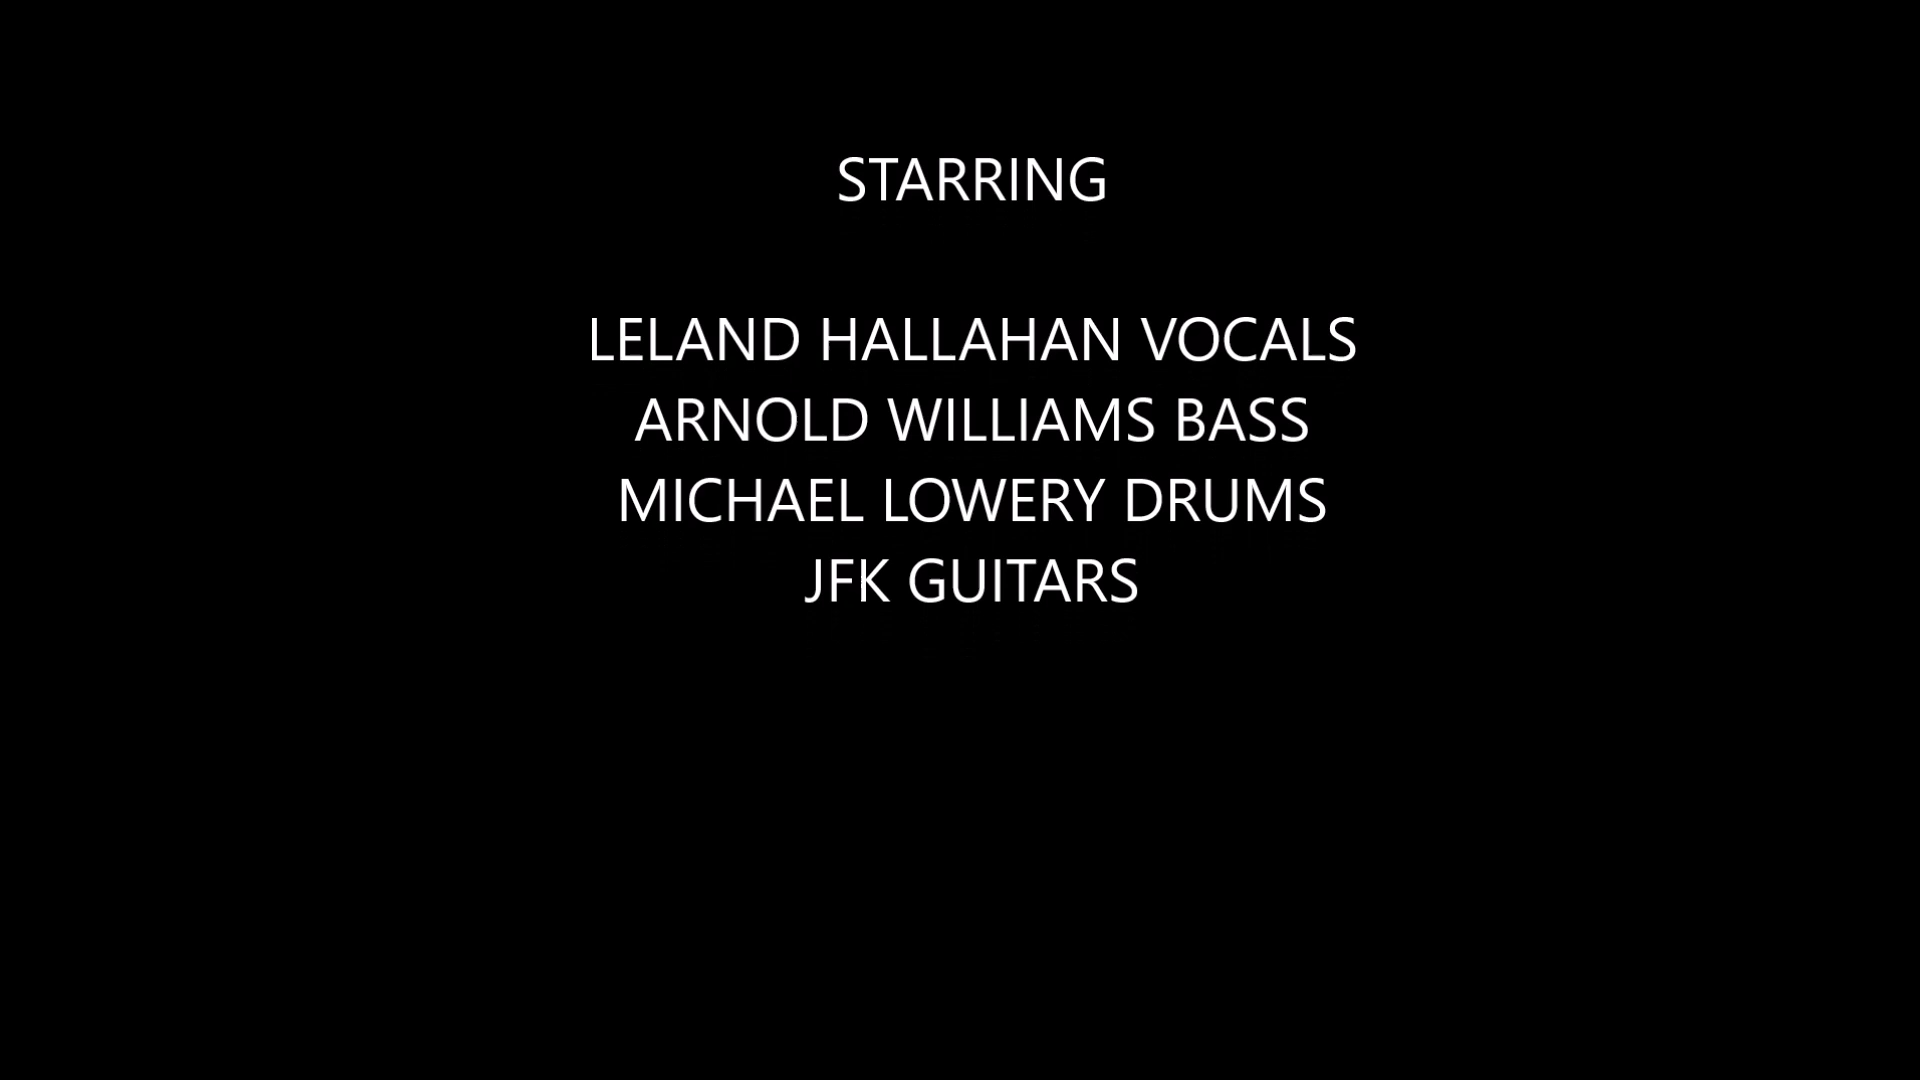 STARRING
LELAND HALLAHAN VOCALS
ARNOLD WILLIAMS BASS
MICHAEL LOWERY DRUMS
JFK GUITARS